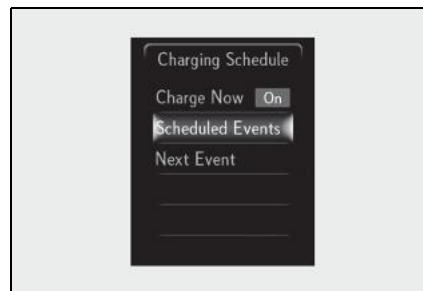 Charging Schedule
Charge Now On
Scheduled Events
Next Event